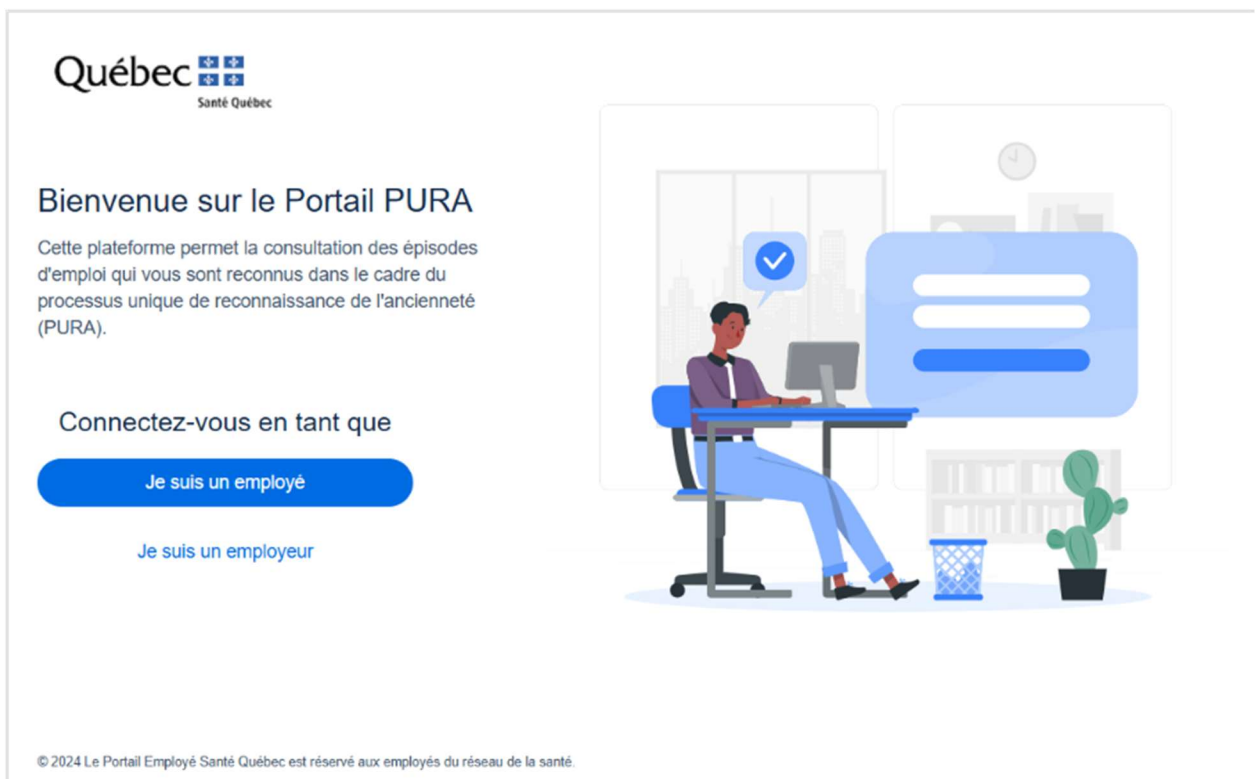 Québec
Santé Québec
Bienvenue sur le Portail PURA
Cette plateforme permet la consultation des épisodes
d'emploi qui vous sont reconnus dans le cadre du
processus unique de reconnaissance de l'ancienneté
(PURA).
Connectez-vous en tant que
Je suis un employé
Je suis un employeur
© 2024 Le Portail Employé Santé Québec est réservé aux employés du réseau de la santé.